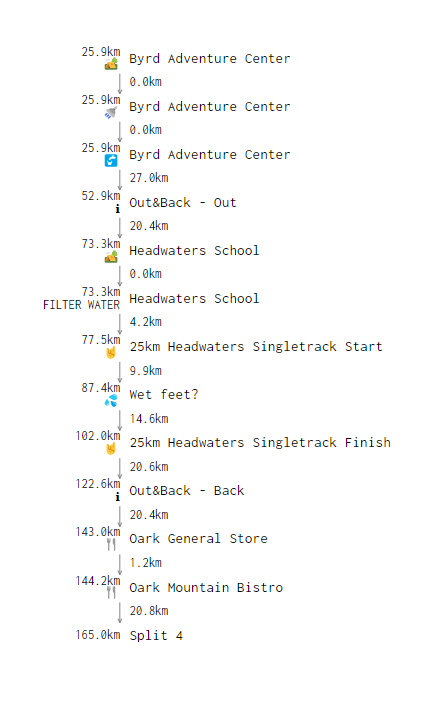 25.9km Byrd Adventure Center
0.0km
25.9km Byrd Adventure Center
0.0km
25.9km Byrd Adventure Center
27.0km
52.9km Out&Back - Out
20.4km
73.3km Headwaters School
0.0km
73.3km Headwaters School
FILTER WATER
4.2km
77.5km 25km Headwaters Singletrack Start
9.9km
87.4km Wet feet?
14.6km
102.0km 25km Headwaters Singletrack Finish
20.6km
122.6km Out&Back - Back
20.4km
143.0km Oark General Store
1.2km
144.2km Oark Mountain Bistro
20.8km
165.0km Split 4